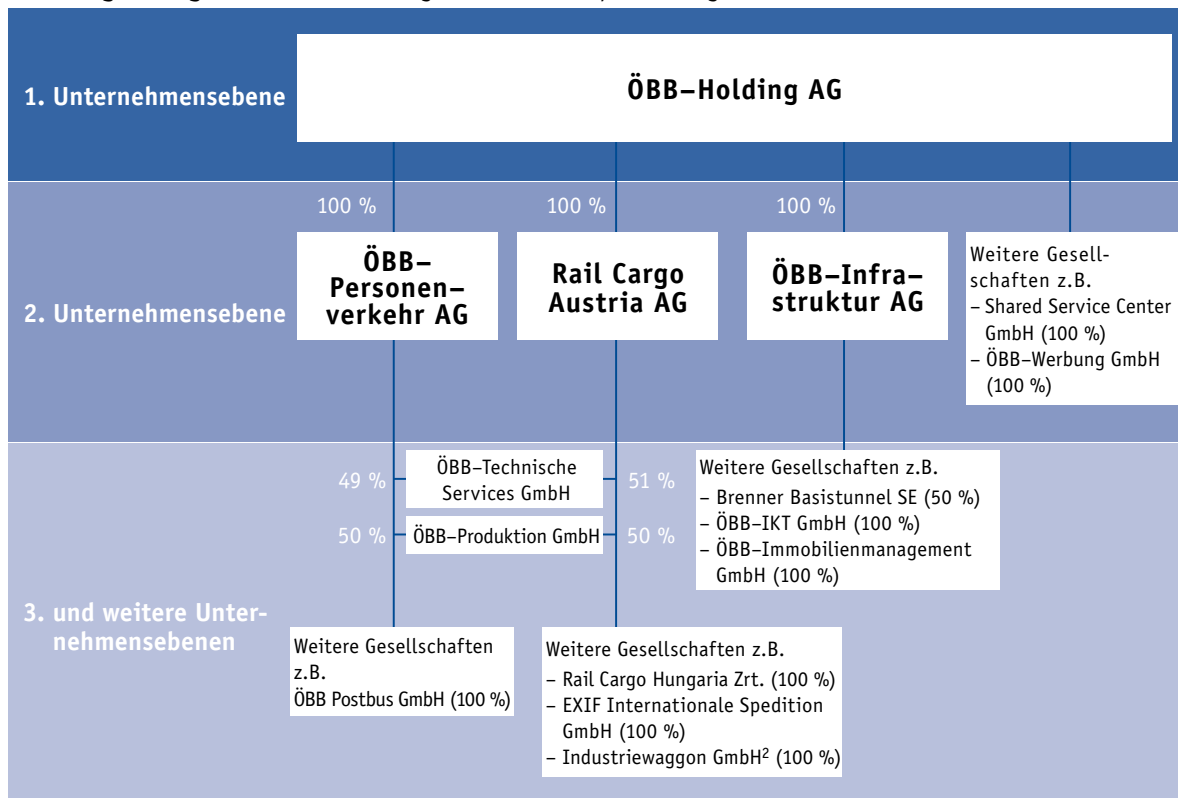 1. Unternehmensebene
ÖBB–Holding AG
100 %
100 %
100 %
2. Unternehmensebene
ÖBB–
Personen–
verkehr AG
Rail Cargo
Austria AG
ÖBB–Infra–
struktur AG
Weitere Gesell-
schaften z.B.
– Shared Service Center
GmbH (100 %)
– ÖBB–Werbung GmbH
(100 %)
3. und weitere Unter-
nehmensebenen
49 %
ÖBB–Technische
Services GmbH
51 %
50 %
ÖBB–Produktion GmbH
50 %
Weitere Gesellschaften z.B.
– Brenner Basistunnel SE (50 %)
– ÖBB–IKT GmbH (100 %)
– ÖBB–Immobilienmanagement
GmbH (100 %)
Weitere Gesellschaften
z.B.
ÖBB Postbus GmbH (100 %)
Weitere Gesellschaften z.B.
– Rail Cargo Hungaria Zrt. (100 %)
– EXIF Internationale Spedition
GmbH (100 %)
– Industriewaggon GmbH² (100 %)